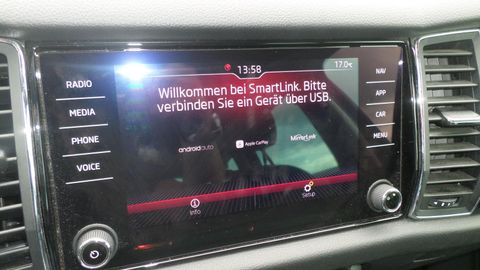 13:58
17.0°C
RADIO
MEDIA
PHONE
VOICE
Willkommen bei SmartLink. Bitte
verbinden Sie ein Gerät über USB.
androidauto
Apple CarPlay
MirrorLink
Info
Setup
NAV
APP
CAR
MENU